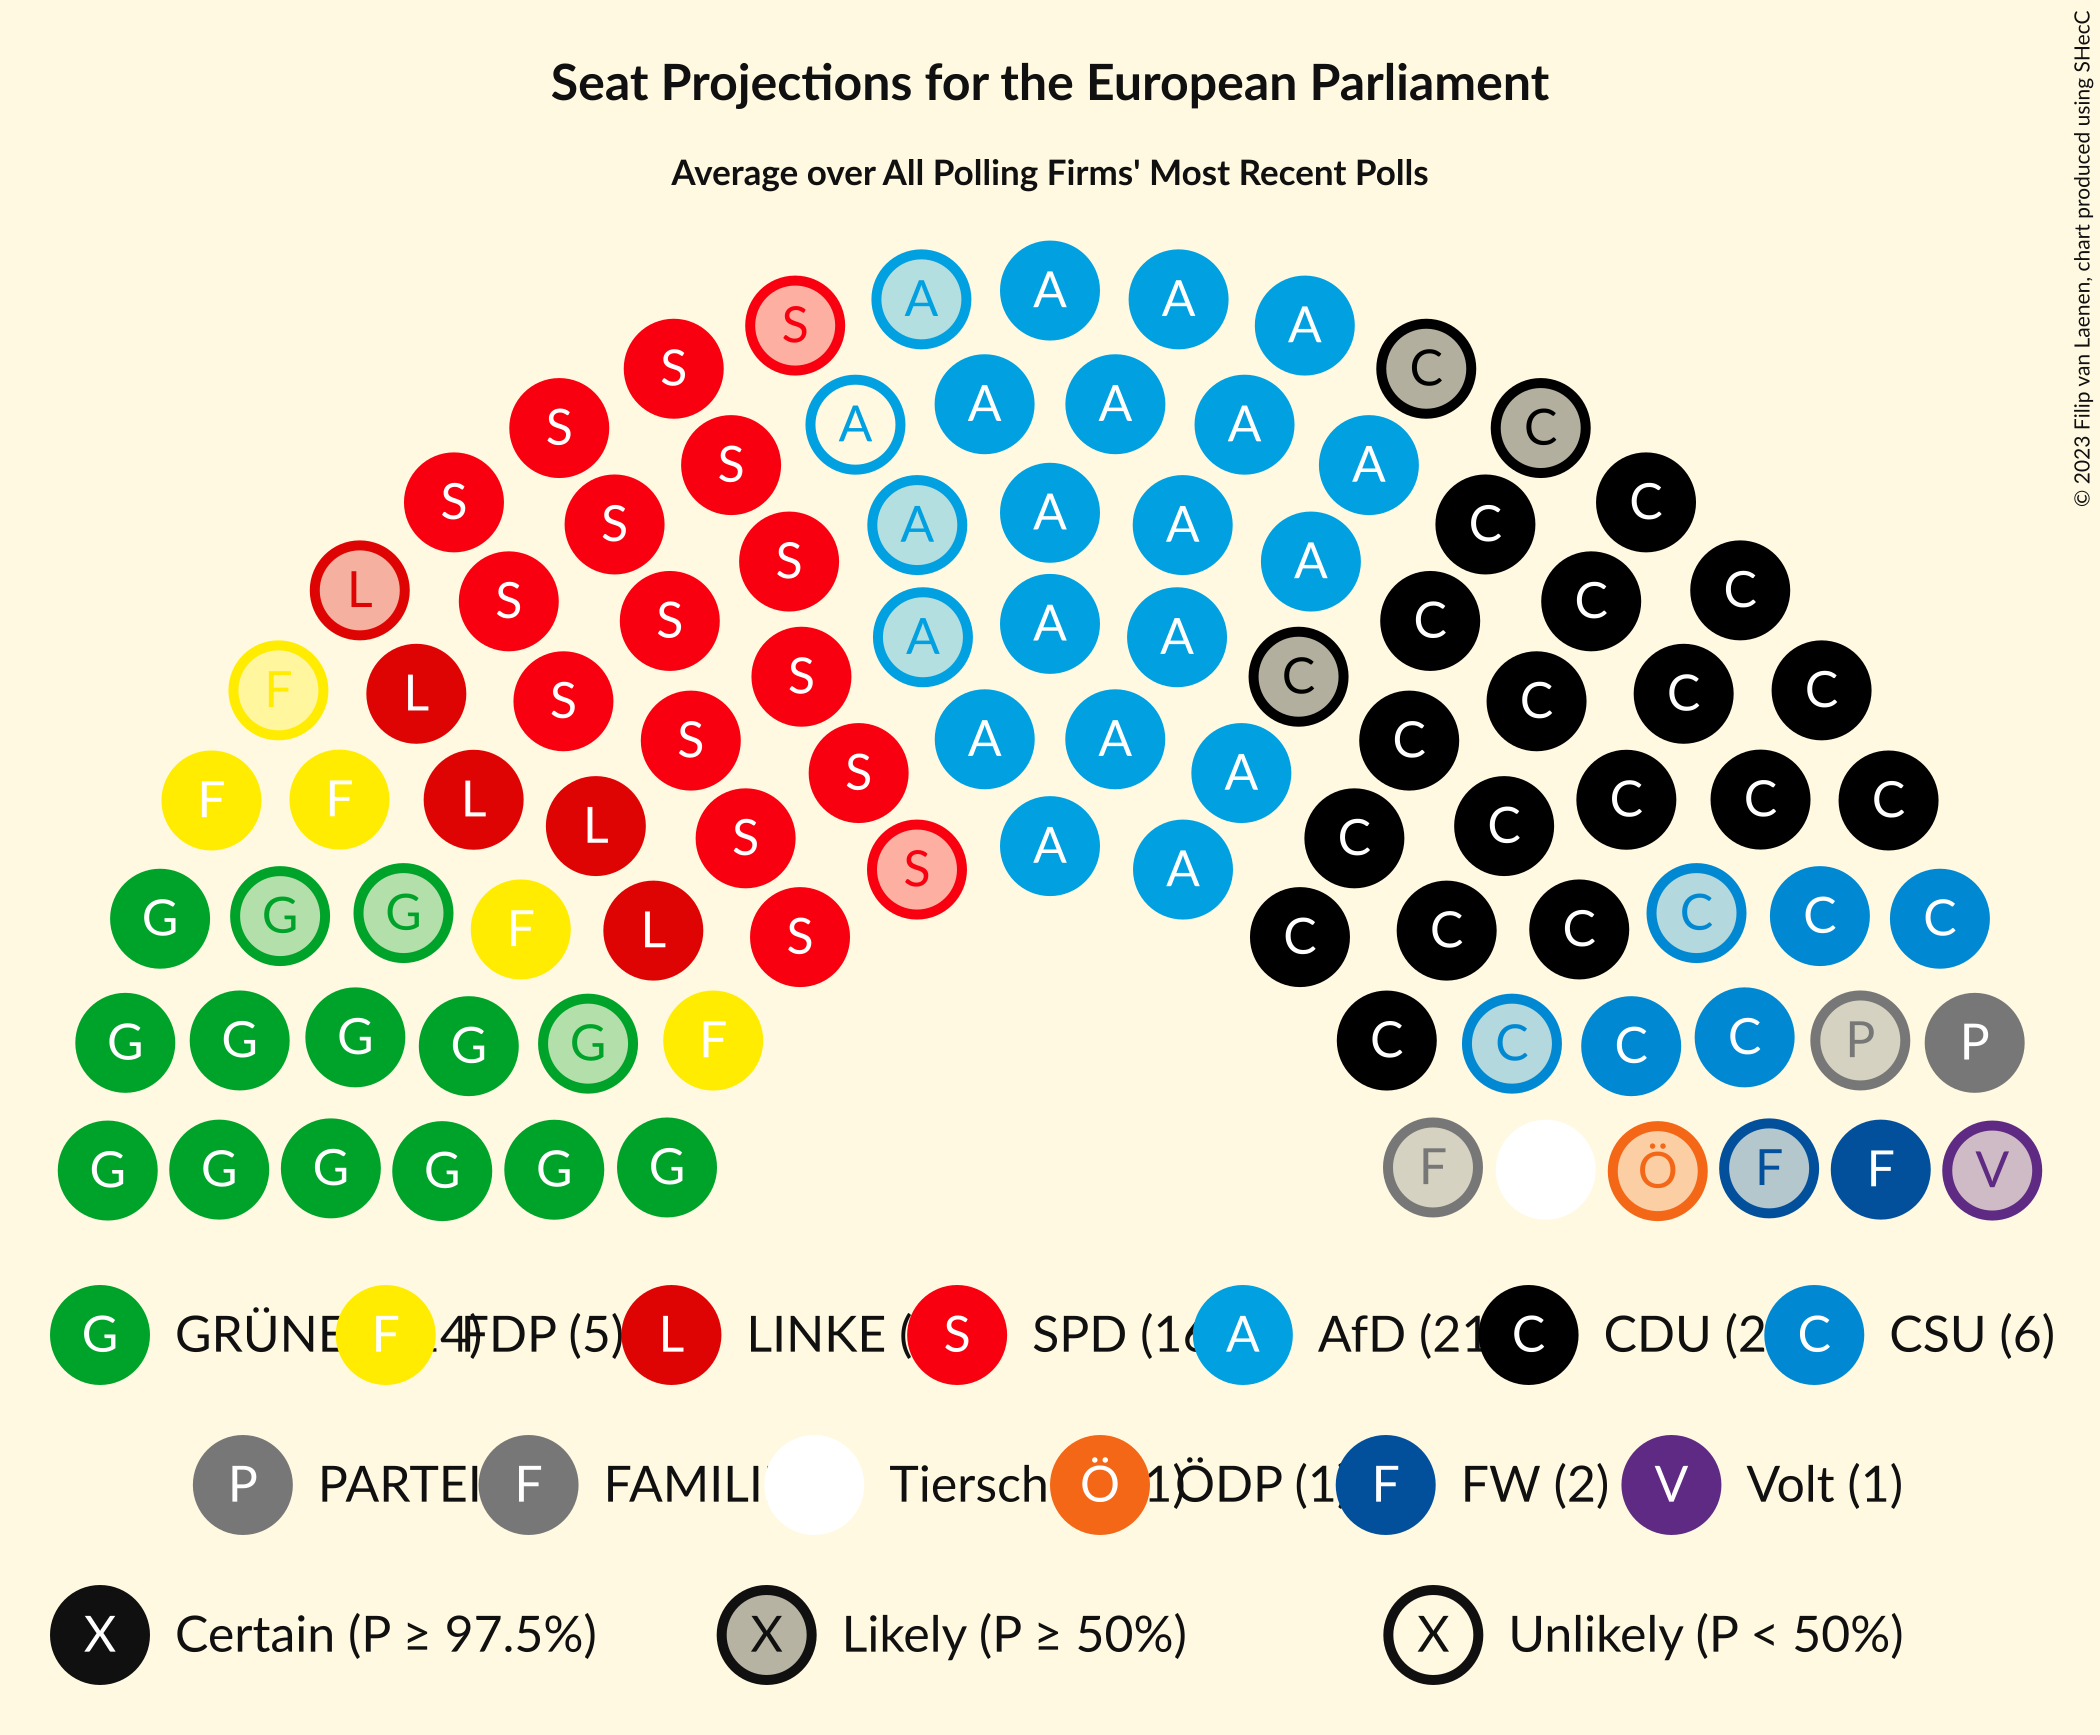 Seat Projections for the European Parliament
Average over All Polling Firms' Most Recent Polls
© 2023 Filip van Laenen, chart produced using SHecC
A A A A
S C
S A A A C
S A C
S S A A A C
S S S A C C
L S S A A A C C
S S C C C
F L S S A A A C C C C
F F L S S A C C C C
L S S A C C
G G G F L S S A A C C C C C C
G G G G G F C C C C P P
G G G G G G F Ö F F V
G GRÜNE 4) F FDP (5) L LINKE ( S SPD (16 A AfD (21 C CDU (2 C CSU (6)
P PARTEI F FAMILI Tiersch 1) Ö ÖDP (1) F FW (2) V Volt (1)
X Certain (P ≥ 97.5%) X Likely (P ≥ 50%) X Unlikely (P < 50%)